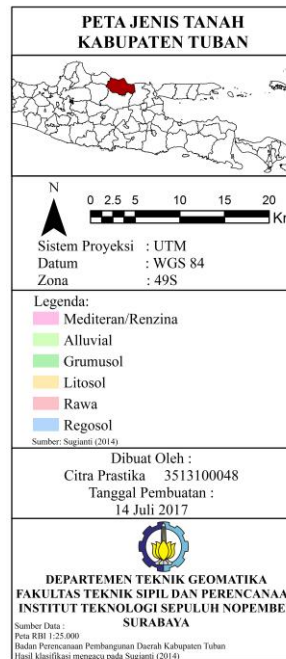 PETA JENIS TANAH
KABUPATEN TUBAN
N
0 2.5 5 10 15 20
Km
Sistem Proyeksi : UTM
Datum : WGS 84
Zona : 49S
Legenda:
Mediteran/Renzina
Alluvial
Grumusol
Litosol
Rawa
Regosol
Sumber: Sugianti (2014)
Dibuat Oleh :
Citra Prastika 3513100048
Tanggal Pembuatan :
14 Juli 2017
DEPARTEMEN TEKNIK GEOMATIKA
FAKULTAS TEKNIK SIPIL DAN PERENCANAA
INSTITUT TEKNOLOGI SEPULUH NOPEMBE
SURABAYA
Sumber Data :
Peta RBI 1:25.000
Badan Perencanaan Pembangunan Daerah Kabupaten Tuban
Hasil klasifikasi mengacu pada Sugianti (2014)